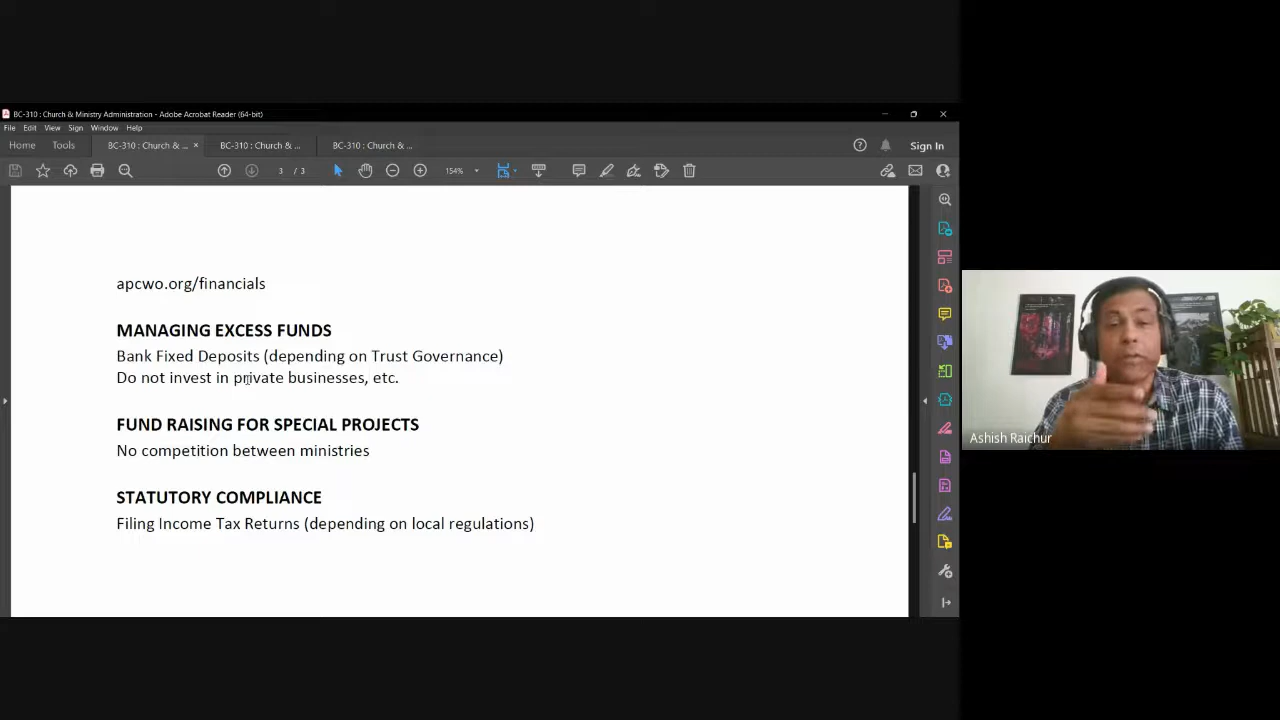 BC-310 : Church & Ministry Administration - Adobe Acrobat Reader (64-bit)
File Edit View Sign Window Help
Home Tools BC-310 : Church & ... × BC-310 : Church & ... BC-310 : Church & ... Sign In
3 / 3 154%
apcwo.org/financials
MANAGING EXCESS FUNDS
Bank Fixed Deposits (depending on Trust Governance)
Do not invest in private businesses, etc.
FUND RAISING FOR SPECIAL PROJECTS
No competition between ministries
STATUTORY COMPLIANCE
Filing Income Tax Returns (depending on local regulations)
Ashish Raichur